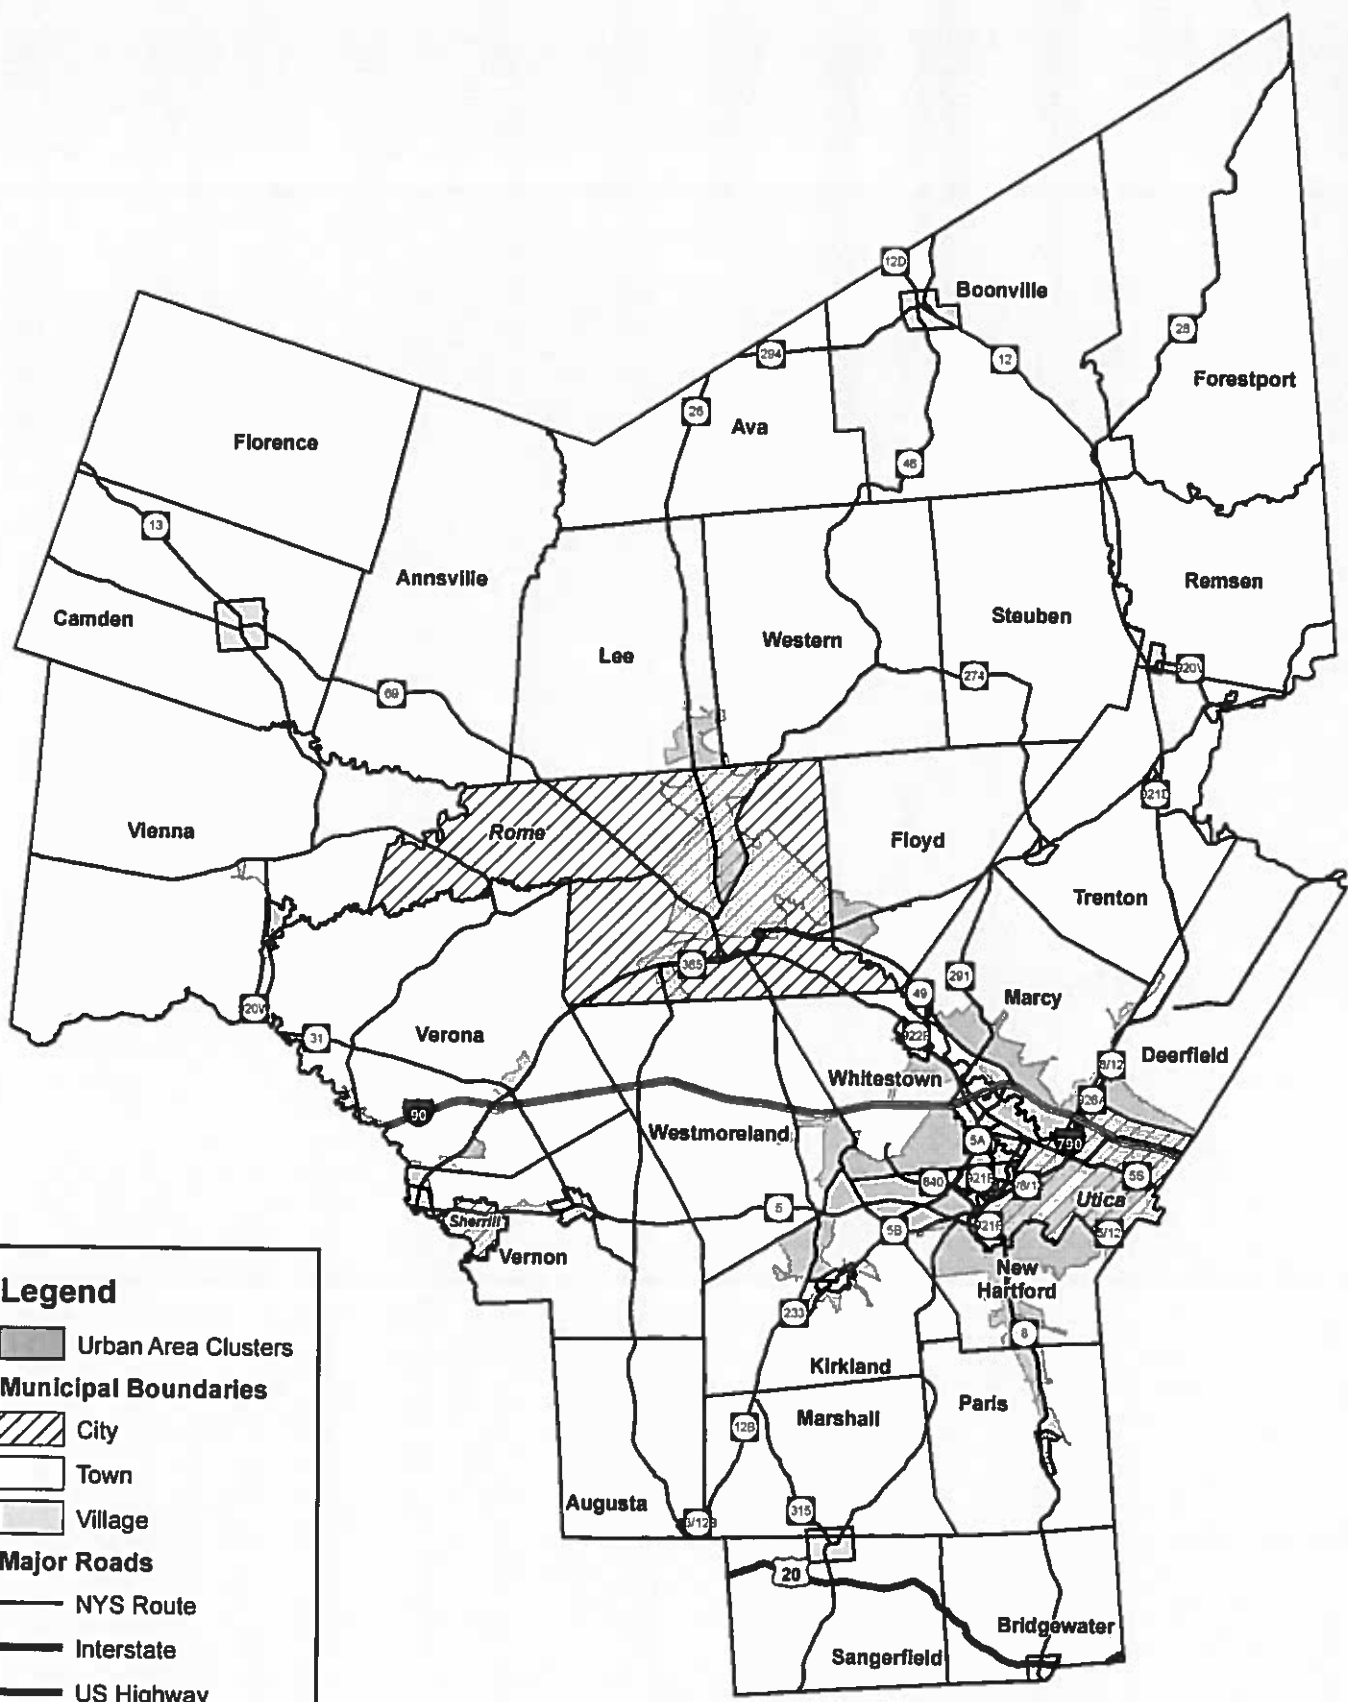 12D
Boonville
28
294
12
Forestport
26
Ava
Florence
46
13
Annsville
Remsen
Camden
Steuben
Western
Lee
920V
274
69
921D
Vienna
Rome
Floyd
Trenton
365
291
49
Marcy
920V
31
Verona
922E
Deerfield
8/12
Whitestown
926A
90
Westmoreland
5A
790
5S
840
921E
Utica
5
Sherrill
5B
921F
5/12
Vernon
New
Hartford
233
8
Kirkland
Paris
Marshall
12B
Augusta
315
20
Bridgewater
Sangerfield
Legend
Urban Area Clusters
Municipal Boundaries
City
Town
Village
Major Roads
NYS Route
Interstate
US Highway